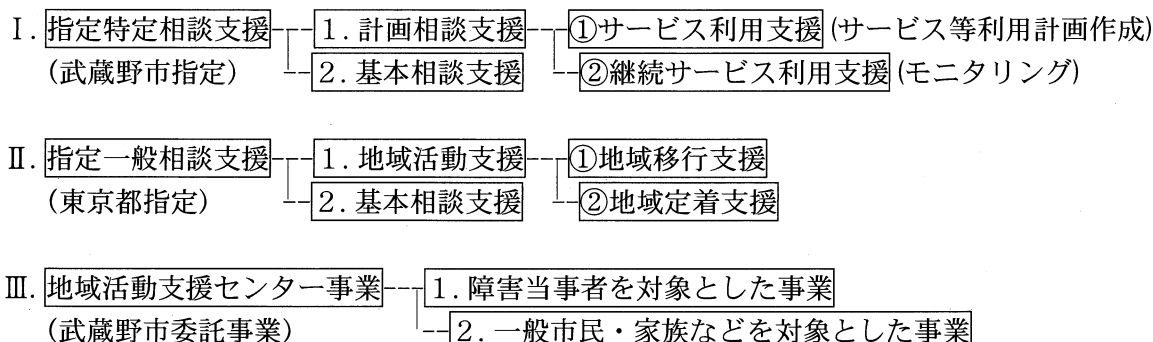 Ⅰ. 指定特定相談支援 1. 計画相談支援 ①サービス利用支援 (サービス等利用計画作成)
(武蔵野市指定) 2. 基本相談支援 ②継続サービス利用支援 (モニタリング)
Ⅱ. 指定一般相談支援 1. 地域活動支援 ①地域移行支援
(東京都指定) 2. 基本相談支援 ②地域定着支援
Ⅲ. 地域活動支援センター事業 1. 障害当事者を対象とした事業
(武蔵野市委託事業) 2. 一般市民・家族などを対象とした事業